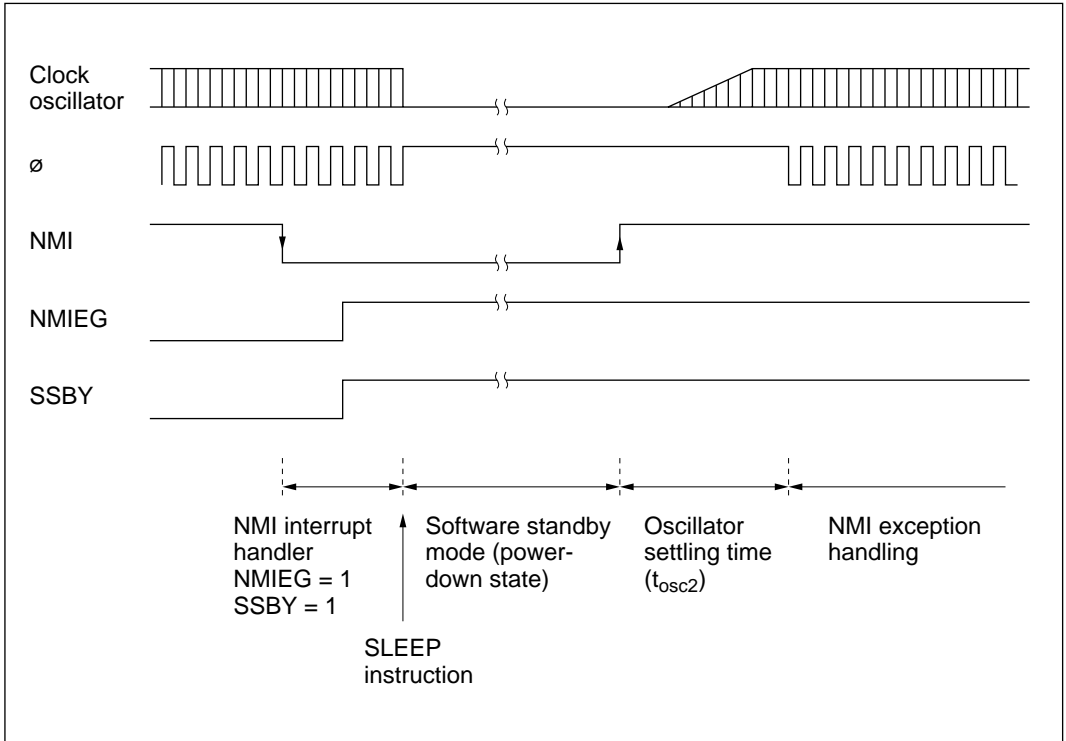 Clock
oscillator
ø
NMI
NMIEG
SSBY
NMI interrupt
handler
NMIEG = 1
SSBY = 1
Software standby
mode (power-
down state)
Oscillator
settling time
(tosc2)
NMI exception
handling
SLEEP
instruction